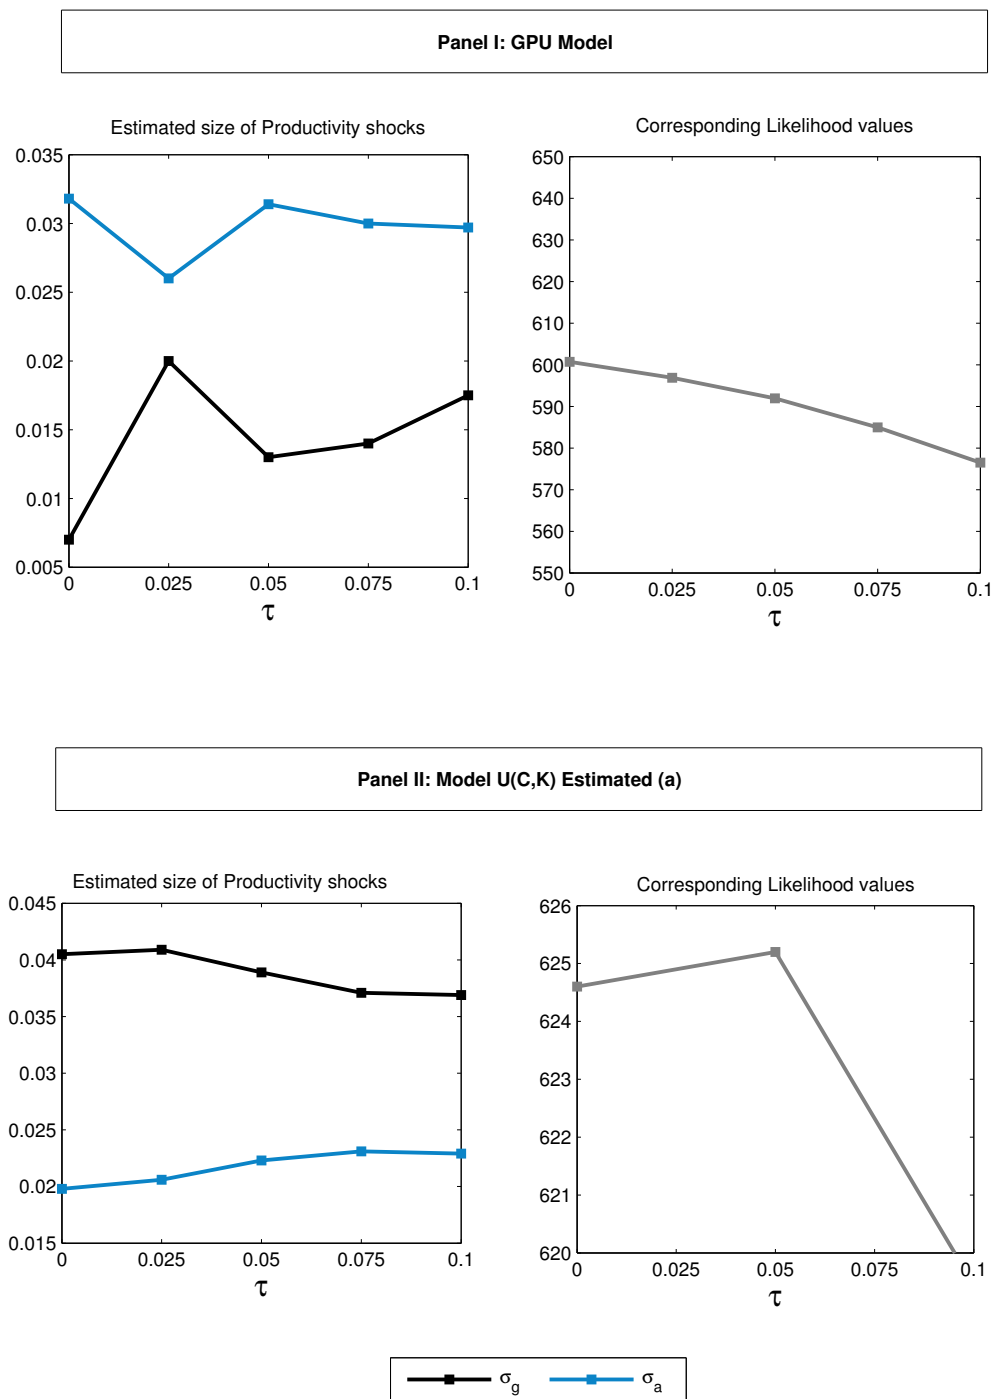 Panel I: GPU Model
Estimated size of Productivity shocks
0.035
0.03
0.025
0.02
0.015
0.01
0.005
0 0.025 0.05 0.075 0.1
τ
Corresponding Likelihood values
650
640
630
620
610
600
590
580
570
560
550
0 0.025 0.05 0.075 0.1
τ
Panel II: Model U(C,K) Estimated (a)
Estimated size of Productivity shocks
0.045
0.04
0.035
0.03
0.025
0.02
0.015
0 0.025 0.05 0.075 0.1
τ
Corresponding Likelihood values
626
625
624
623
622
621
620
0 0.025 0.05 0.075 0.1
τ
σg σa